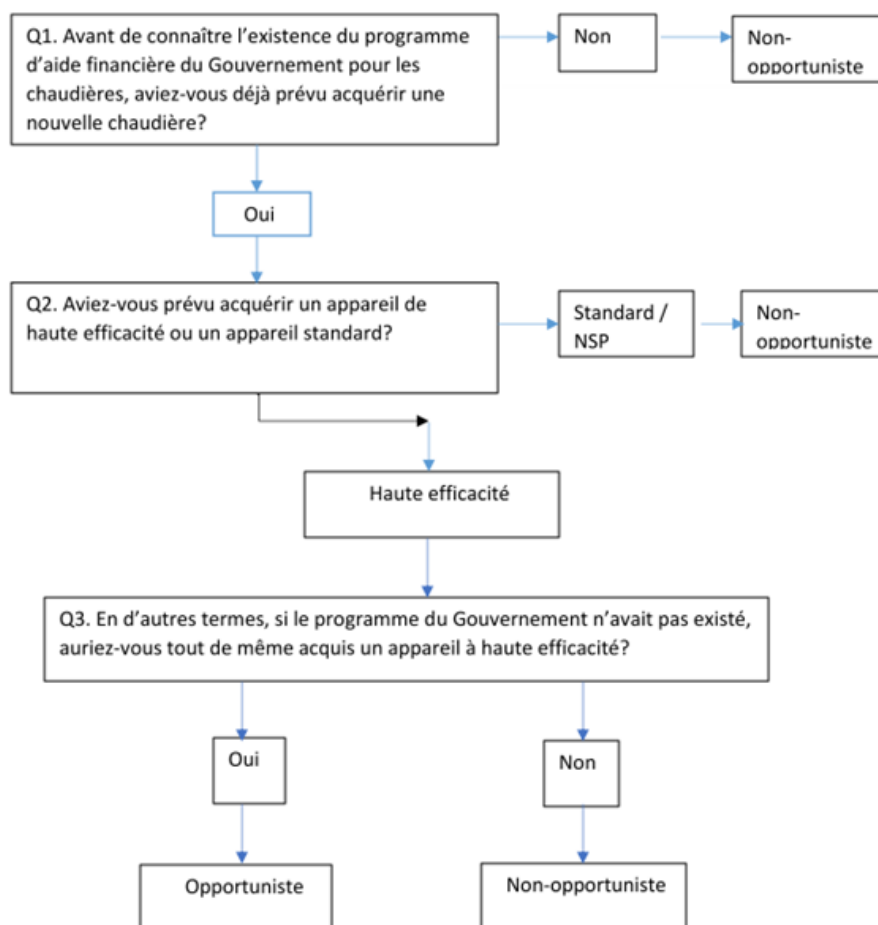 Q1. Avant de connaître l’existence du programme
d’aide financière du Gouvernement pour les
chaudières, aviez-vous déjà prévu acquérir une
nouvelle chaudière?
Non
Non-
opportuniste
Oui
Q2. Aviez-vous prévu acquérir un appareil de
haute efficacité ou un appareil standard?
Standard /
NSP
Non-
opportuniste
Haute efficacité
Q3. En d’autres termes, si le programme du Gouvernement n’avait pas existé,
auriez-vous tout de même acquis un appareil à haute efficacité?
Oui
Non
Opportuniste
Non-opportuniste